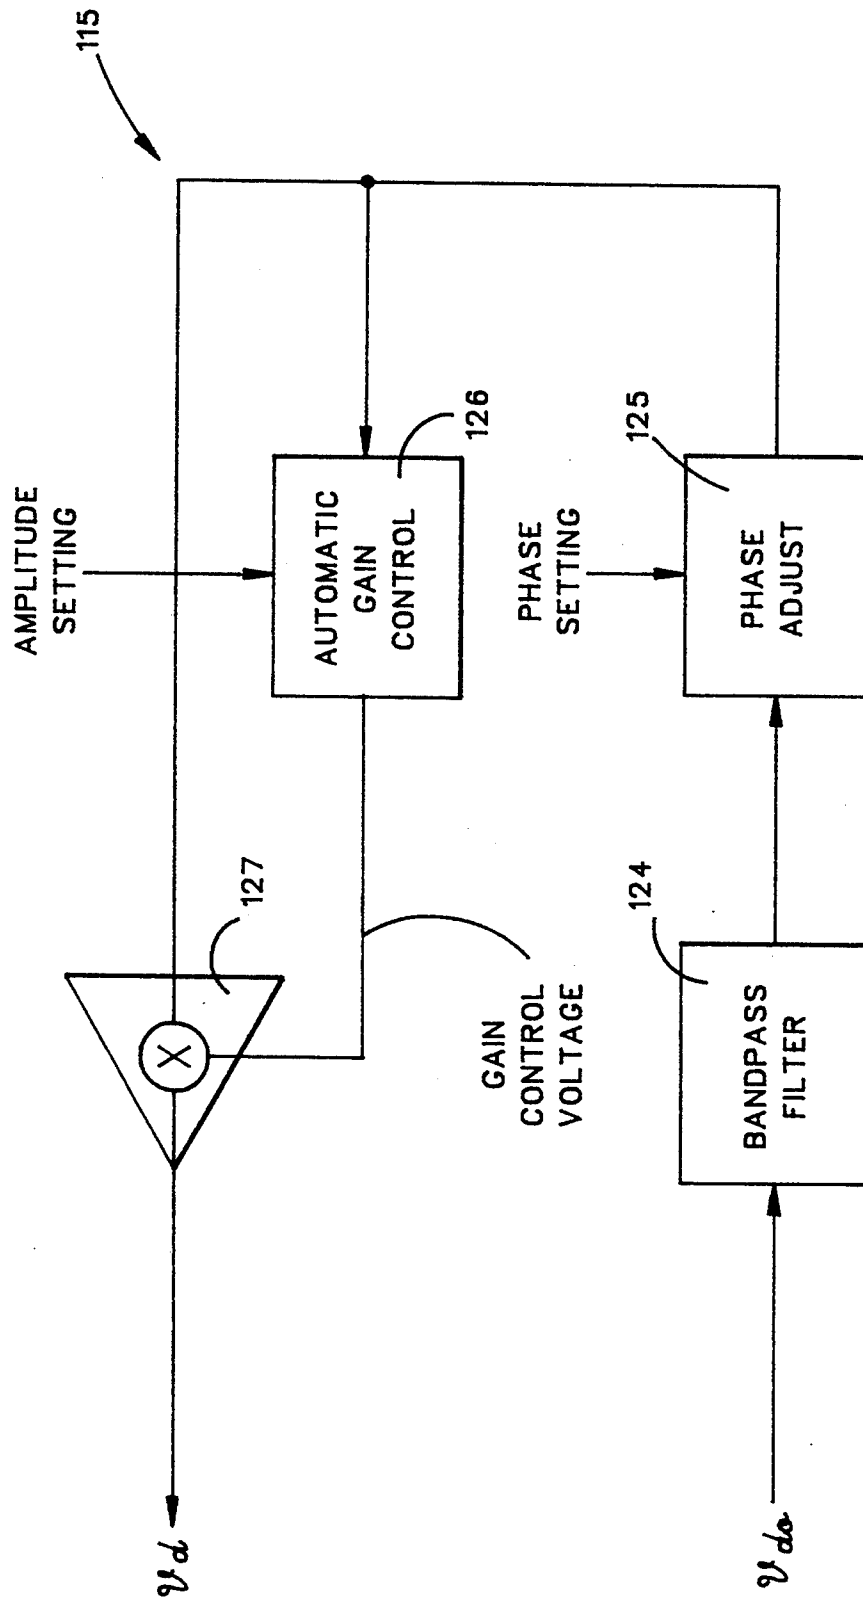 115
AMPLITUDE
SETTING
AUTOMATIC
GAIN
CONTROL
126
PHASE
SETTING
125
PHASE
ADJUST
127
X
GAIN
CONTROL
VOLTAGE
124
BANDPASS
FILTER
vd
vdo